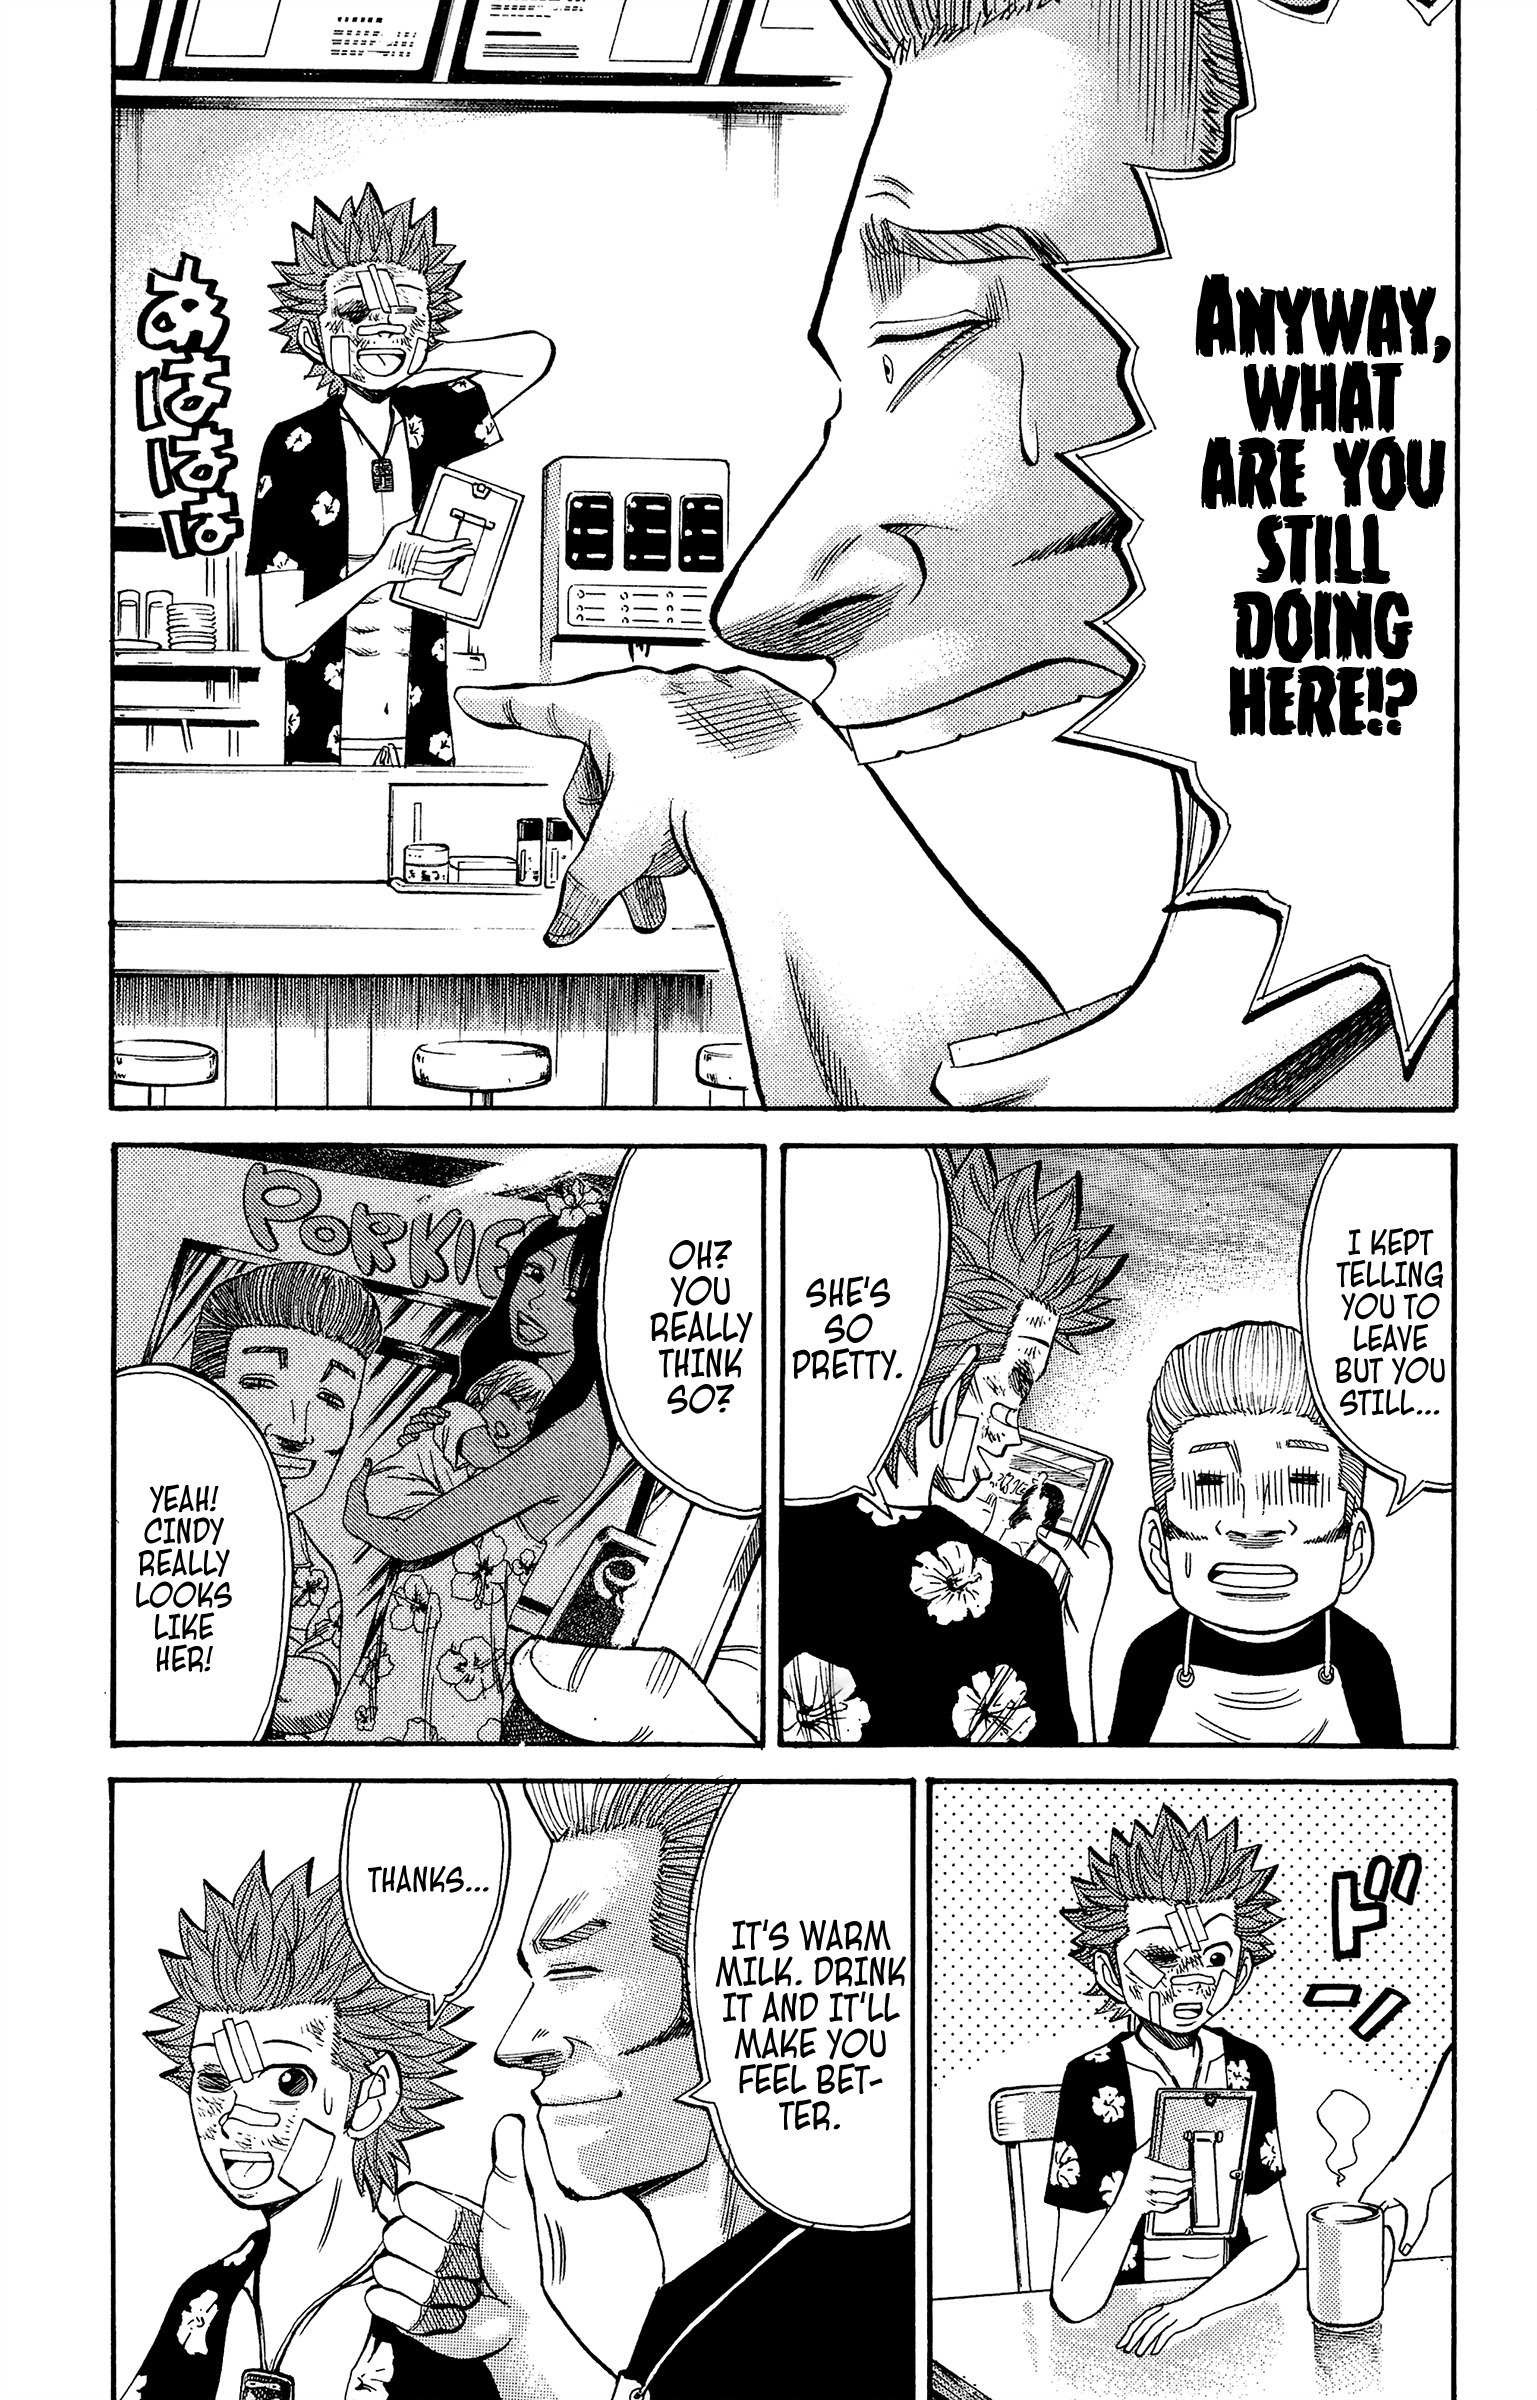 ANYWAY,
WHAT
ARE YOU
STILL
DOING
HERE!?
あははは
I KEPT
TELLING
YOU TO
LEAVE
BUT YOU
STILL...
SHE'S
SO
PRETTY.
OH?
YOU
REALLY
THINK
SO?
PORKIE
YEAH!
CINDY
REALLY
LOOKS
LIKE
HER!
ドン
IT'S WARM
MILK. DRINK
IT AND IT'LL
MAKE YOU
FEEL BET-
TER.
THANKS...